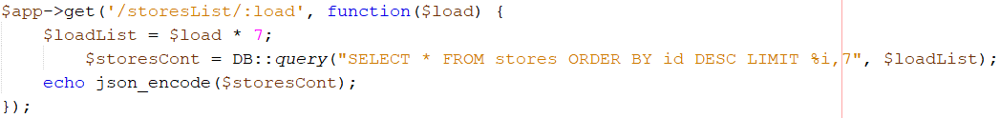 $app->get('/storesList/:load', function($load) {
    $loadList = $load * 7;
        $storesCont = DB::query("SELECT * FROM stores ORDER BY id DESC LIMIT %i,7", $loadList);
    echo json_encode($storesCont);
});